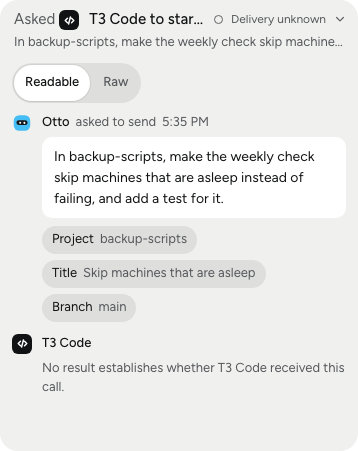 Asked T3 Code to star... Delivery unknown
In backup-scripts, make the weekly check skip machine...
Readable Raw
Otto asked to send 5:35 PM
In backup-scripts, make the weekly check
skip machines that are asleep instead of
failing, and add a test for it.
Project backup-scripts
Title Skip machines that are asleep
Branch main
T3 Code
No result establishes whether T3 Code received this
call.